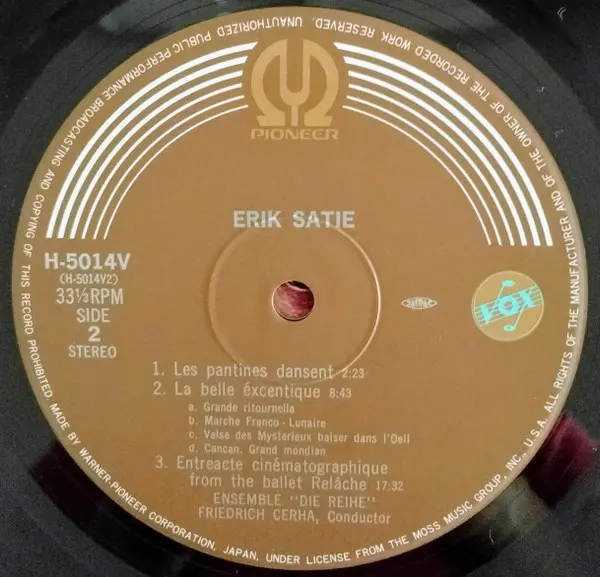 UNAUTHORIZED PUBLIC PERFORMANCE BROADCASTING AND COPYING OF THIS RECORD PROHIBITED. MADE BY WARNER-PIONEER CORPORATION, JAPAN, UNDER LICENSE FROM THE MOSS MUSIC GROUP, INC., U.S.A. ALL RIGHTS OF THE MANUFACTURER AND OF THE OWNER OF THE RECORDED WORK RESERVED.
PIONEER
ERIK SATIE
H-5014V
(H-5014V2)
33⅓RPM
SIDE
2
STEREO
VOX
1. Les pantines dansent 2:23
2. La belle éxcentique 8:43
a. Grande ritournelle
b. Marche Franco-Lunaire
c. Valse des Mysterieux baiser dans l'Oeil
d. Cancan. Grand mondian
3. Entreacte cinématographique
from the ballet Relâche 17:32
ENSEMBLE "DIE REIHE"
FRIEDRICH CERHA, Conductor